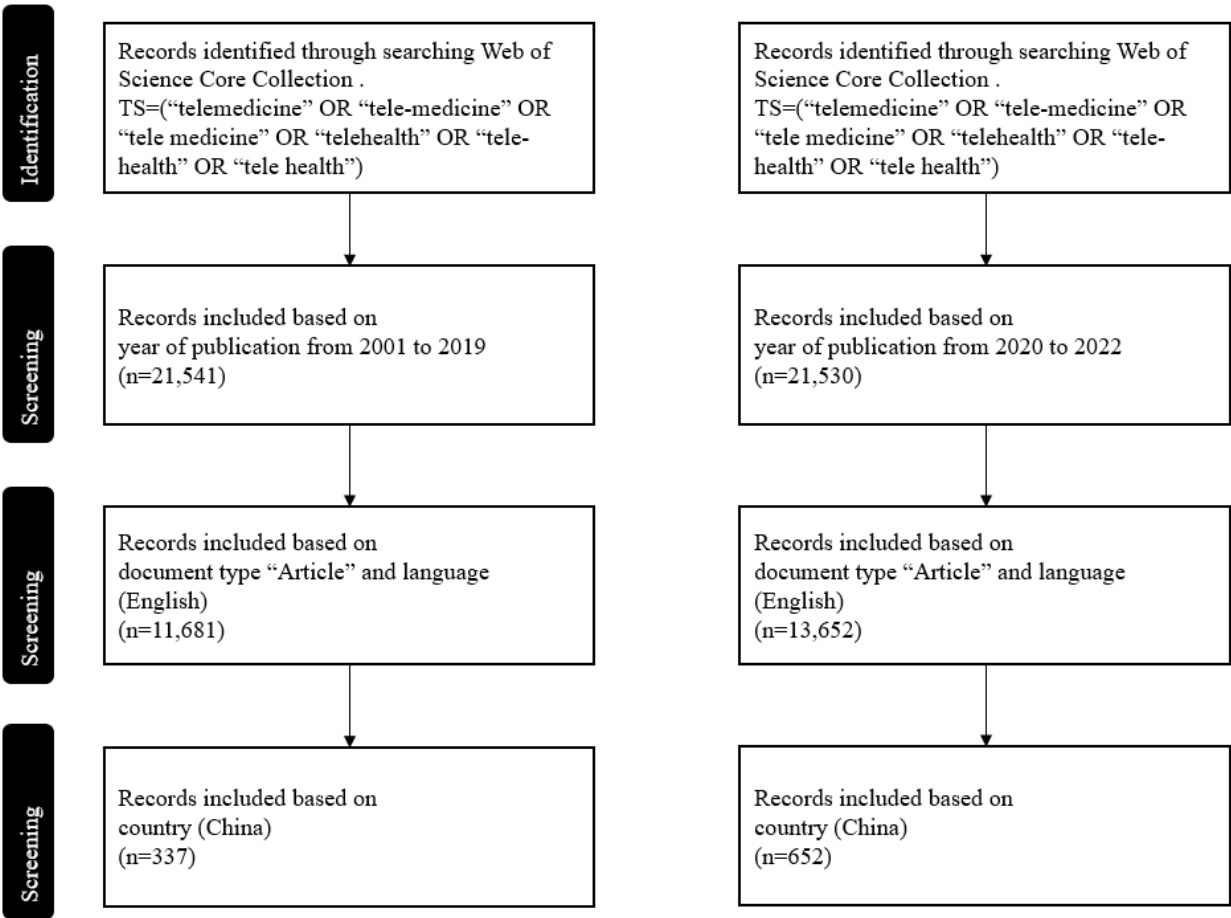 Identification
Records identified through searching Web of
Science Core Collection .
TS=(“telemedicine” OR “tele-medicine” OR
“tele medicine” OR “telehealth” OR “tele-
health” OR “tele health”)
Records identified through searching Web of
Science Core Collection .
TS=(“telemedicine” OR “tele-medicine” OR
“tele medicine” OR “telehealth” OR “tele-
health” OR “tele health”)
Screening
Records included based on
year of publication from 2001 to 2019
(n=21,541)
Records included based on
year of publication from 2020 to 2022
(n=21,530)
Screening
Records included based on
document type “Article” and language
(English)
(n=11,681)
Records included based on
document type “Article” and language
(English)
(n=13,652)
Screening
Records included based on
country (China)
(n=337)
Records included based on
country (China)
(n=652)